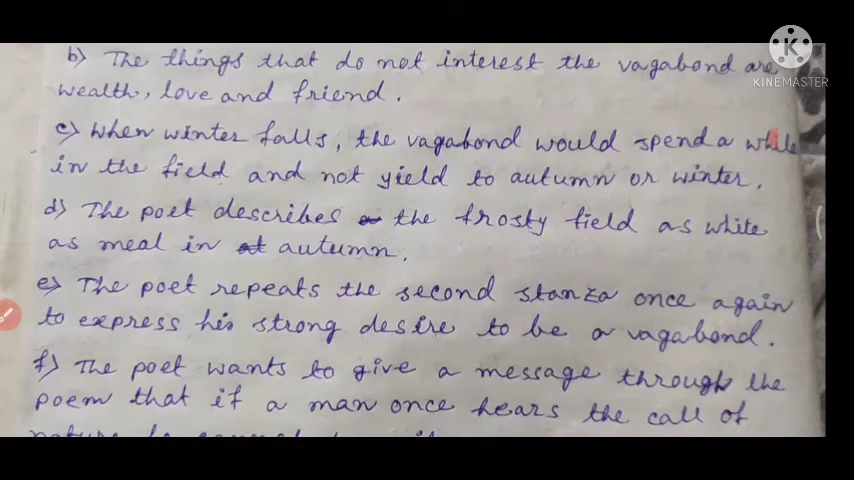 K
KINEMASTER
b) The things that do not interest the vagabond are
wealth, love and friend.
c) When winter falls, the vagabond would spend a while
in the field and not yield to autumn or winter.
d) The poet describes the frosty field as white
as meal in autumn.
e) The poet repeats the second stanza once again
to express his strong desire to be a vagabond.
f) The poet wants to give a message through the
poem that if a man once hears the call of